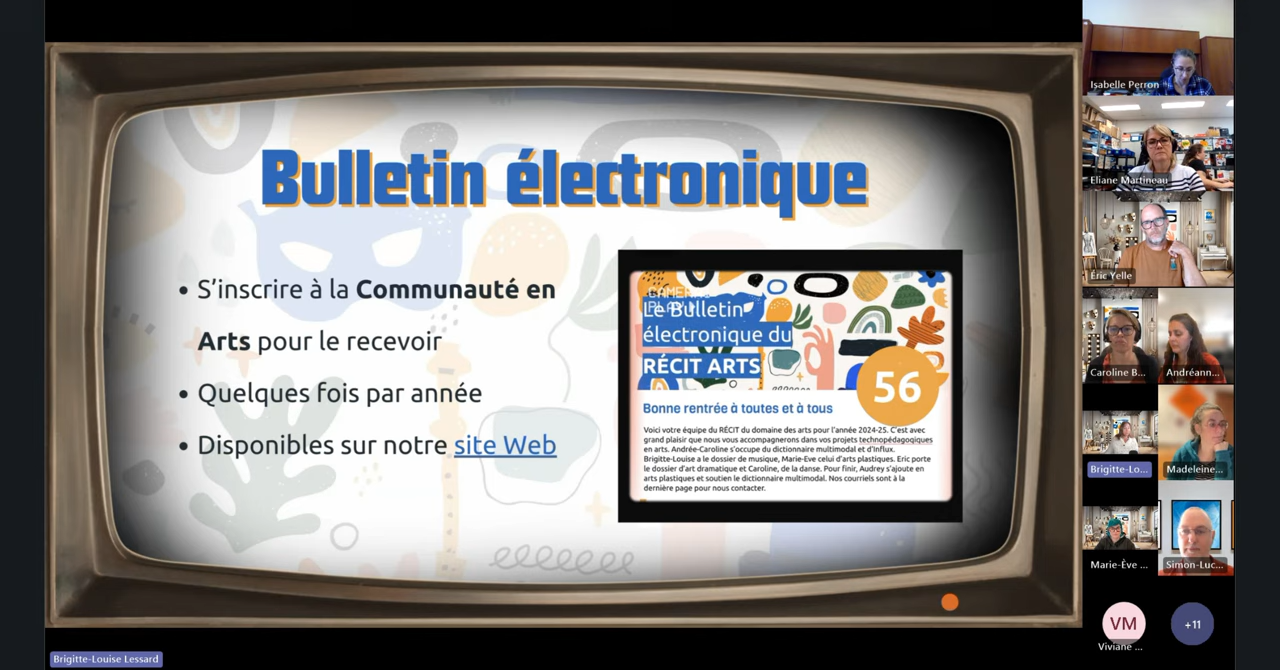 Bulletin électronique
S'inscrire à la Communauté en
Arts pour le recevoir
Quelques fois par année
Disponibles sur notre site Web
Le Bulletin
électronique du
RÉCIT ARTS
56
Bonne rentrée à toutes et à tous
Voici votre équipe du RÉCIT du domaine des arts pour l'année 2024-25. C'est avec
grand plaisir que nous vous accompagnerons dans vos projets technopédagogiques
en arts. Andrée-Caroline s'occupe du dictionnaire multimodal et d'Influx.
Brigitte-Louise a le dossier de musique, Marie-Eve celui d'arts plastiques. Eric porte
le dossier d'art dramatique et Caroline, de la danse. Pour finir, Audrey s'ajoute en
arts plastiques et soutien le dictionnaire multimodal. Nos courriels sont à la
dernière page pour nous contacter.
Brigitte-Louise Lessard
Isabelle Perron
Eliane Martineau
Éric Yelle
Caroline B...
Andréann...
Brigitte-Lo...
Madeleine...
Marie-Ève ...
Simon-Luc...
VM
Viviane ...
+11